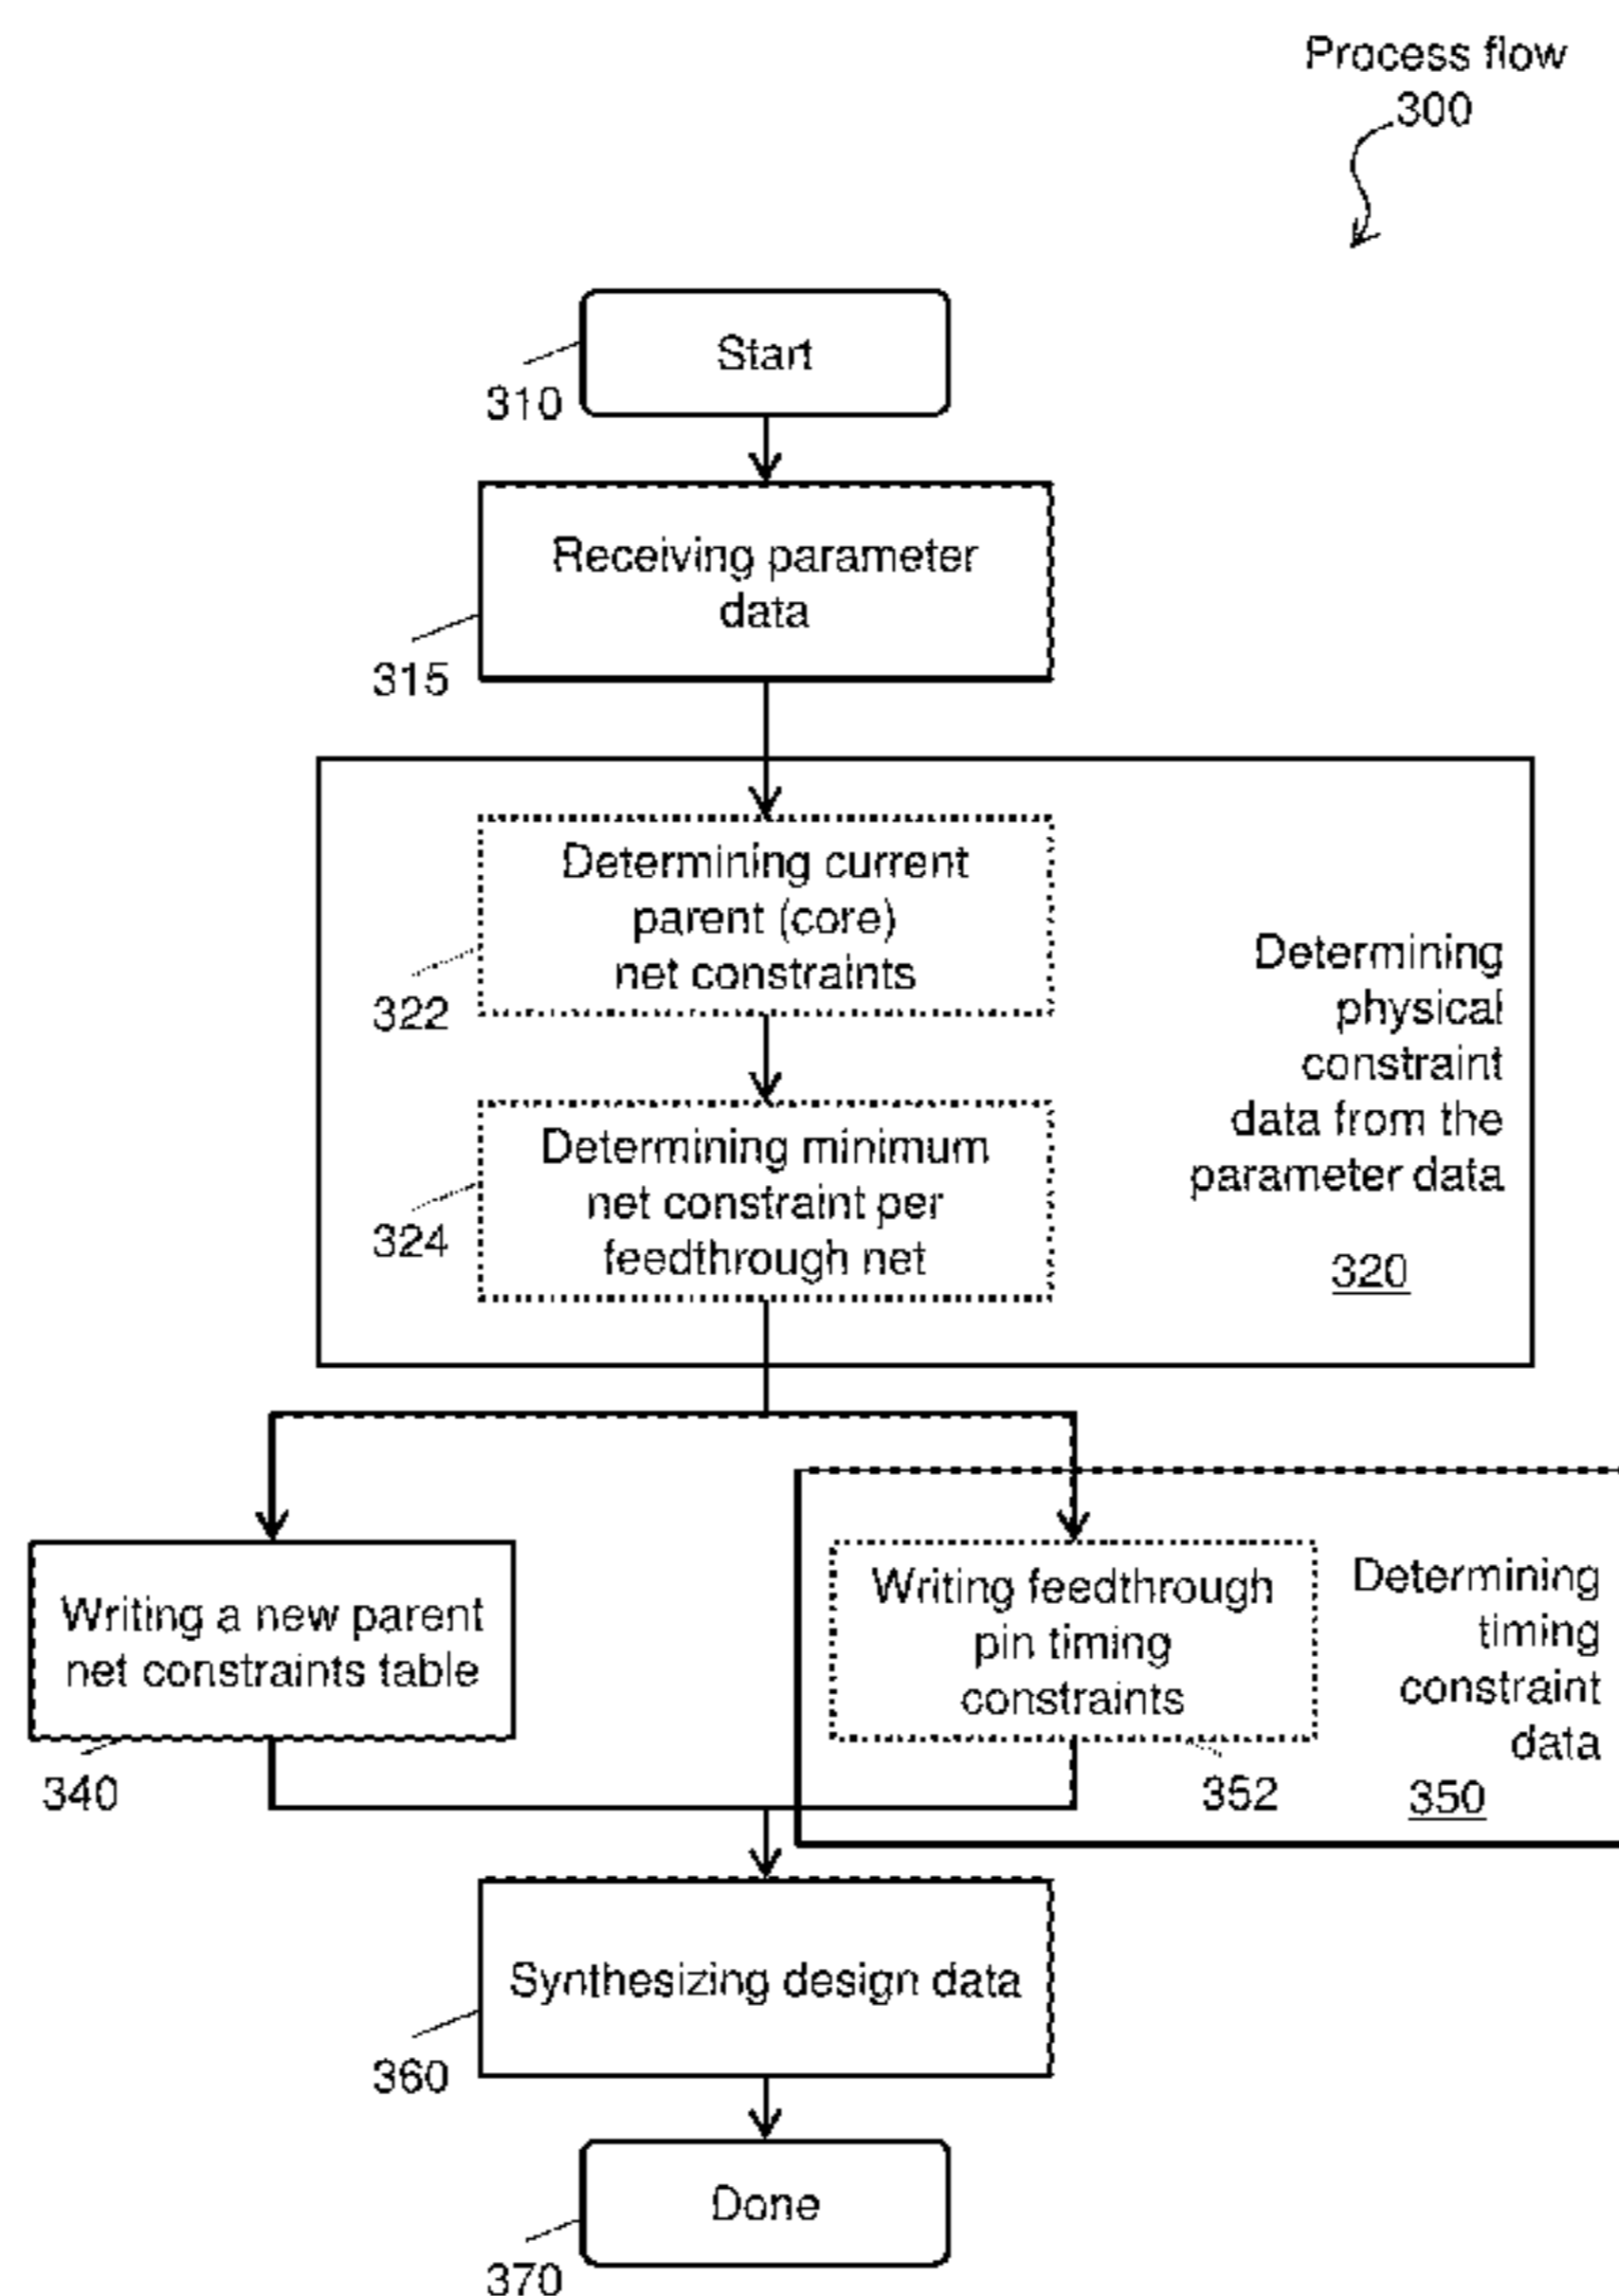 Process flow
300
Start
310
Receiving parameter
data
315
Determining current
parent (core)
net constraints
322
Determining minimum
net constraint per
feedthrough net
324
Determining
physical
constraint
data from the
parameter data
320
Writing a new parent
net constraints table
340
Writing feedthrough
pin timing
constraints
352
Determining
timing
constraint
data
350
Synthesizing design data
360
Done
370